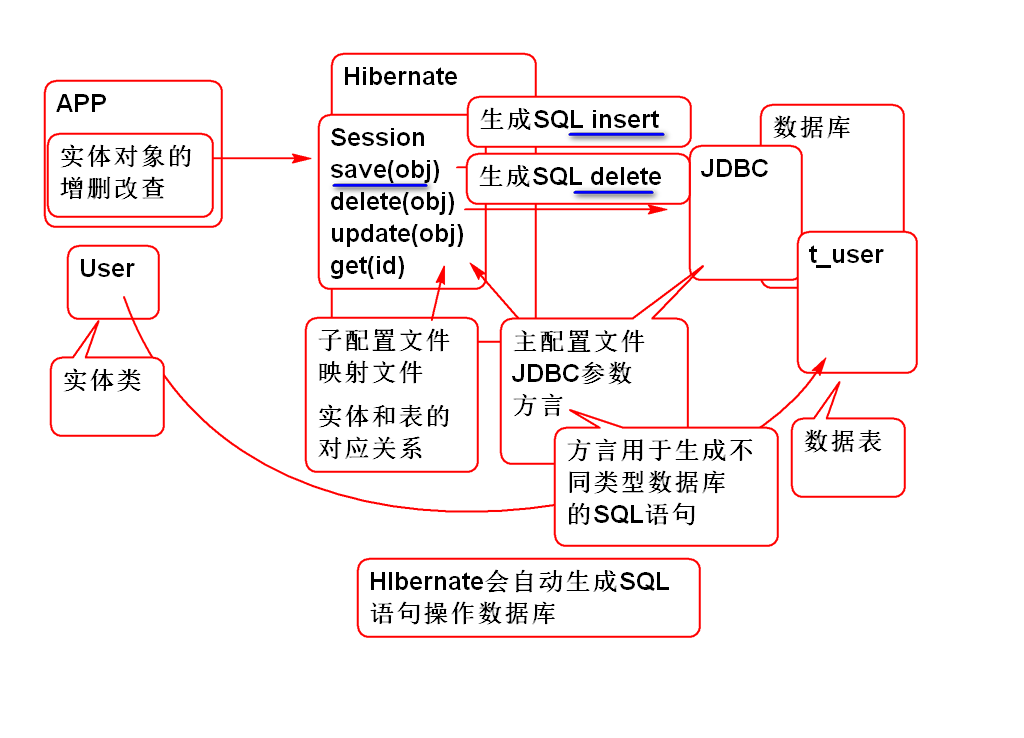 APP
实体对象的
增删改查
Hibernate
Session
save(obj)
delete(obj)
update(obj)
get(id)
生成SQL insert
生成SQL delete
JDBC
数据库
t_user
User
实体类
子配置文件
映射文件
实体和表的
对应关系
主配置文件
JDBC参数
方言
方言用于生成不
同类型数据库
的SQL语句
数据表
HIbernate会自动生成SQL
语句操作数据库